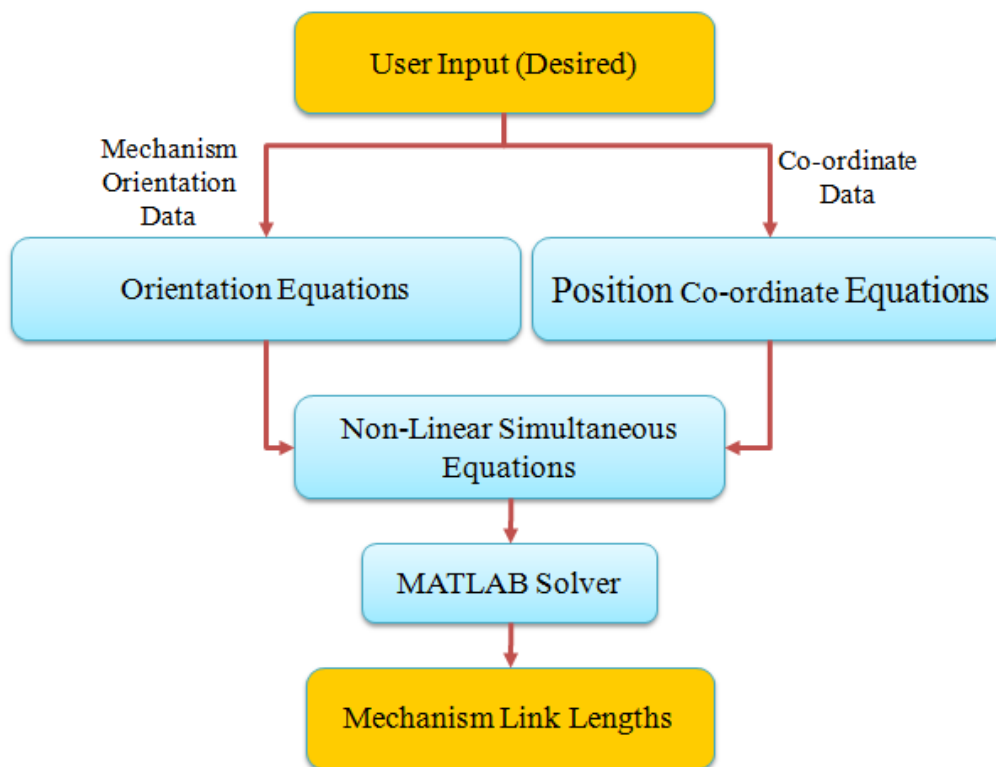 User Input (Desired)
Mechanism
Orientation
Data
Co-ordinate
Data
Orientation Equations
Position Co-ordinate Equations
Non-Linear Simultaneous
Equations
MATLAB Solver
Mechanism Link Lengths